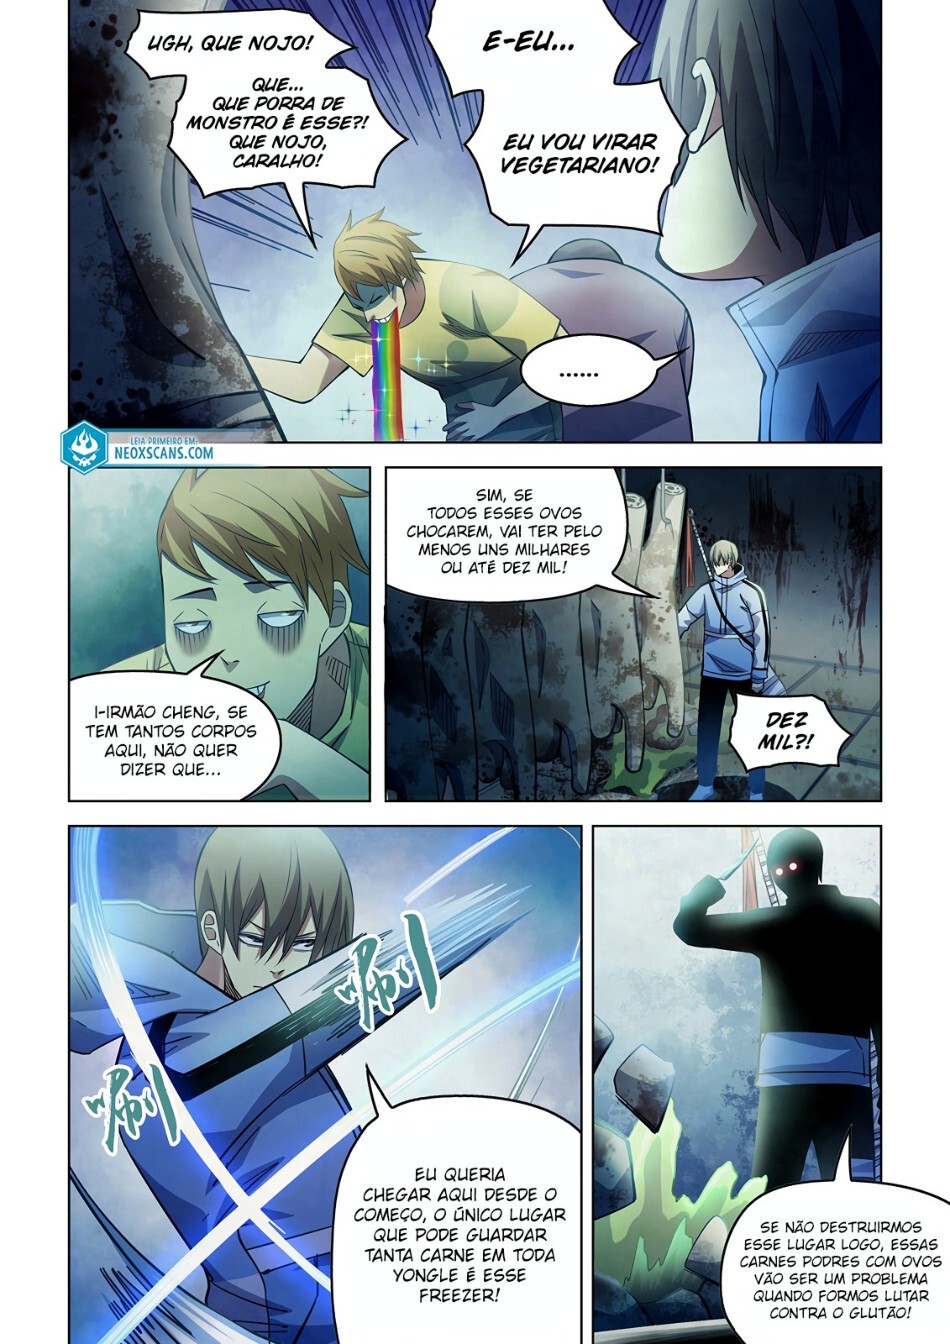 UGH, QUE NOJO!
QUE...
QUE PORRA DE
MONSTRO É ESSE?!
QUE NOJO,
CARALHO!
E-EU...
EU VOU VIRAR
VEGETARIANO!
......
LEIA PRIMEIRO EM:
NEOXSCANS.COM
I-IRMÃO CHENG, SE
TEM TANTOS CORPOS
AQUI, NÃO QUER
DIZER QUE...
SIM, SE
TODOS ESSES OVOS
CHOCAREM, VAI TER PELO
MENOS UNS MILHARES
OU ATÉ DEZ MIL!
DEZ
MIL?!
唰!
唰!
EU QUERIA
CHEGAR AQUI DESDE O
COMEÇO, O ÚNICO LUGAR
QUE PODE GUARDAR
TANTA CARNE EM TODA
YONGLE É ESSE
FREEZER!
SE NÃO DESTRUIRMOS
ESSE LUGAR LOGO, ESSAS
CARNES PODRES COM OVOS
VÃO SER UM PROBLEMA
QUANDO FORMOS LUTAR
CONTRA O GLUTÃO!